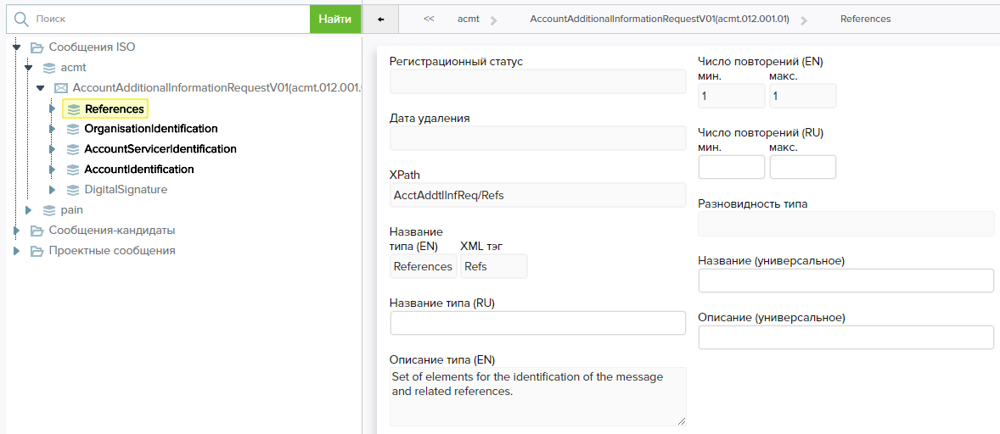 Поиск
Найти
<< acmt AccountAdditionalInformationRequestV01(acmt.012.001.01) References
Сообщения ISO
acmt
AccountAdditionalInformationRequestV01(acmt.012.001.
References
OrganisationIdentification
AccountServicerIdentification
AccountIdentification
DigitalSignature
pain
Сообщения-кандидаты
Проектные сообщения
Регистрационный статус
Дата удаления
XPath
AcctAddtlInfReq/Refs
Название
типа (EN) XML тэг
References Refs
Название типа (RU)
Описание типа (EN)
Set of elements for the identification of the message
and related references.
Число повторений (EN)
мин. макс.
1 1
Число повторений (RU)
мин. макс.
Разновидность типа
Название (универсальное)
Описание (универсальное)